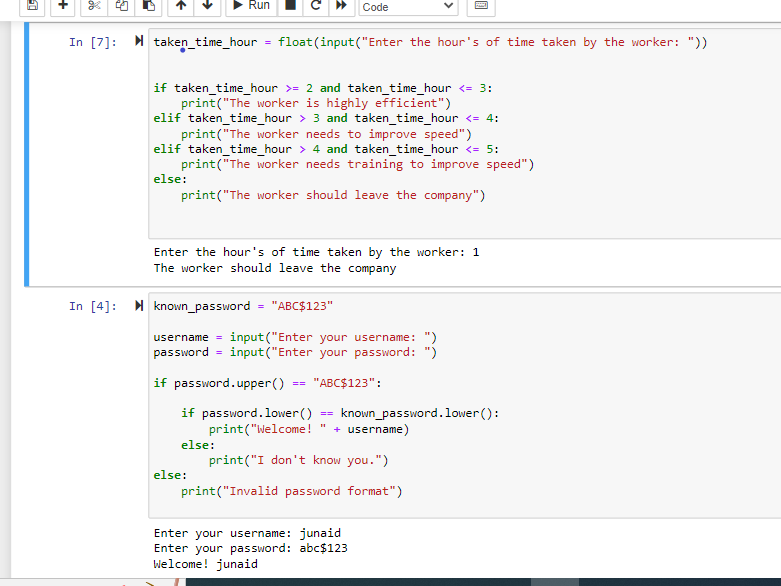 Run
Code
In [7]:
taken_time_hour = float(input("Enter the hour's of time taken by the worker: "))
if taken_time_hour >= 2 and taken_time_hour <= 3:
    print("The worker is highly efficient")
elif taken_time_hour > 3 and taken_time_hour <= 4:
    print("The worker needs to improve speed")
elif taken_time_hour > 4 and taken_time_hour <= 5:
    print("The worker needs training to improve speed")
else:
    print("The worker should leave the company")
Enter the hour's of time taken by the worker: 1
The worker should leave the company
In [4]:
known_password = "ABC$123"
username = input("Enter your username: ")
password = input("Enter your password: ")
if password.upper() == "ABC$123":
    if password.lower() == known_password.lower():
        print("Welcome! " + username)
    else:
        print("I don't know you.")
else:
    print("Invalid password format")
Enter your username: junaid
Enter your password: abc$123
Welcome! junaid